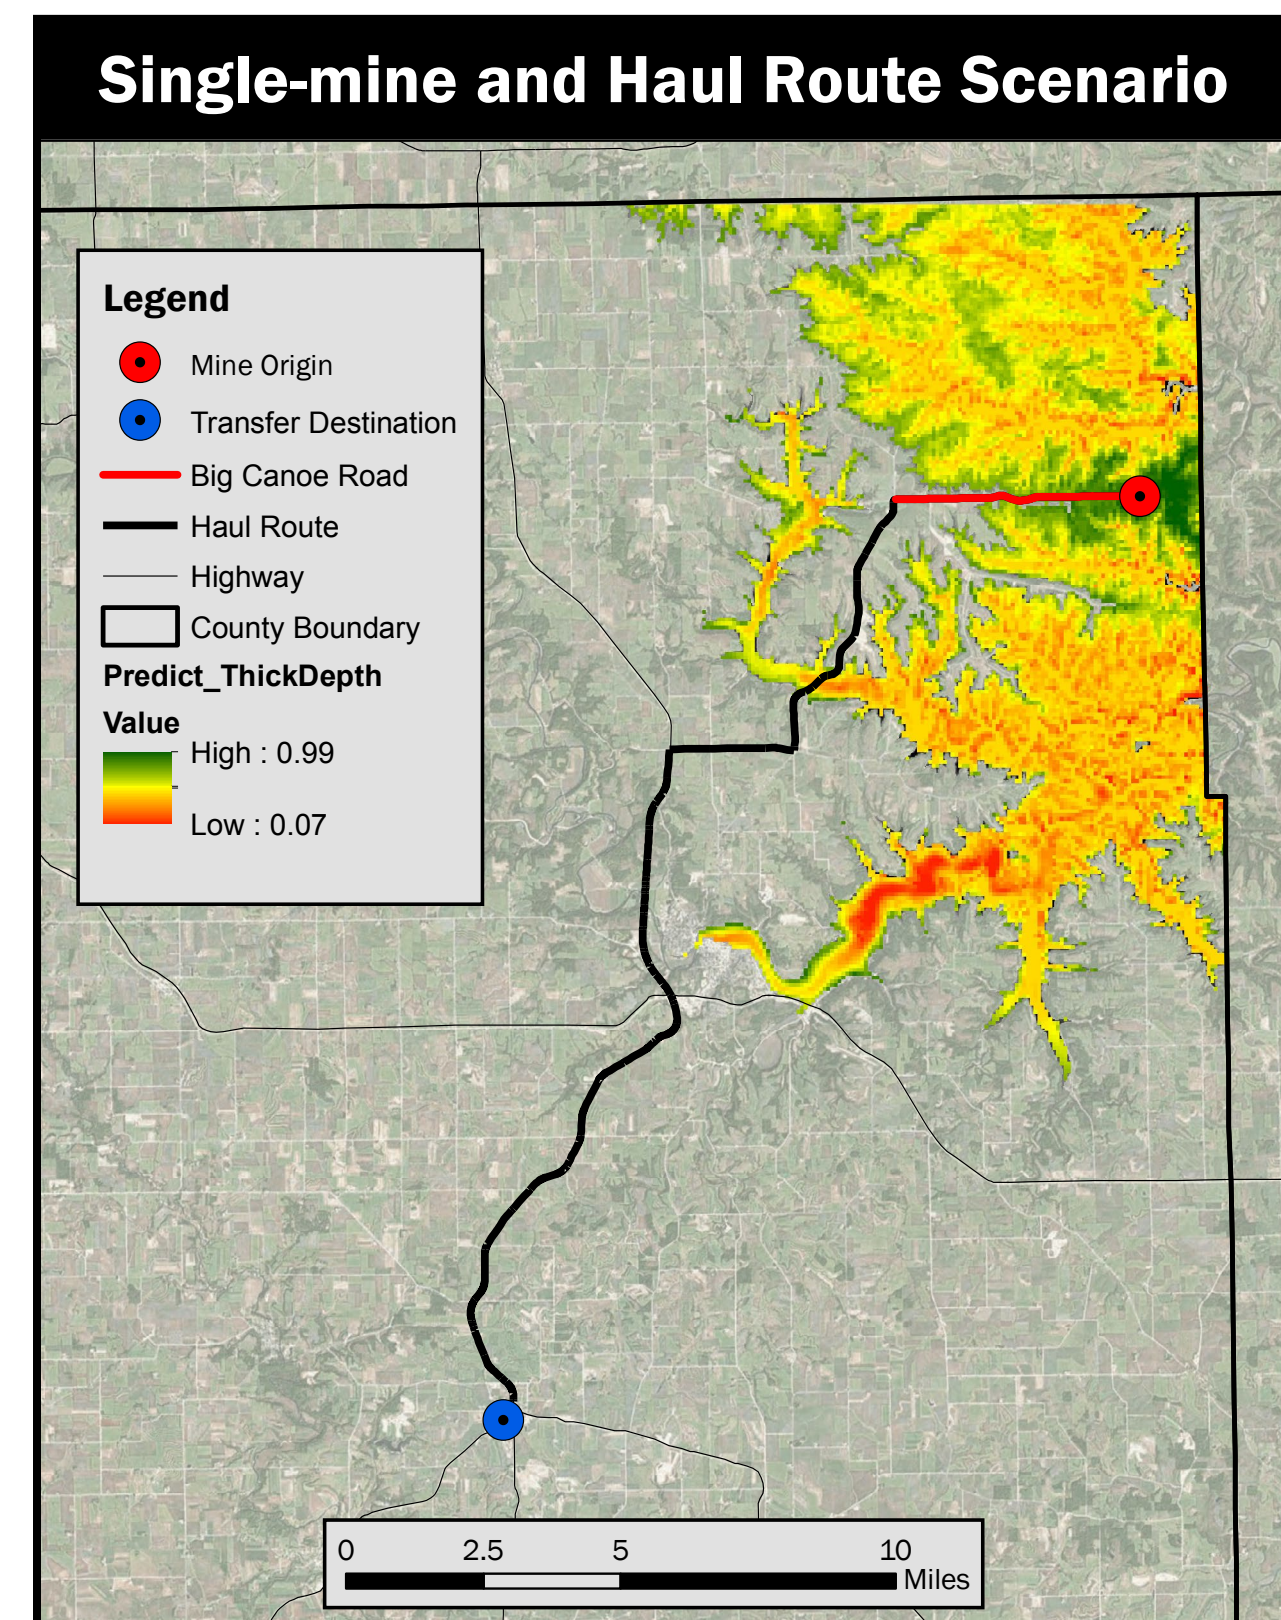 Single-mine and Haul Route Scenario
Legend
Mine Origin
Transfer Destination
Big Canoe Road
Haul Route
Highway
County Boundary
Predict_ThickDepth
Value
High : 0.99
Low : 0.07
0 2.5 5 10
Miles